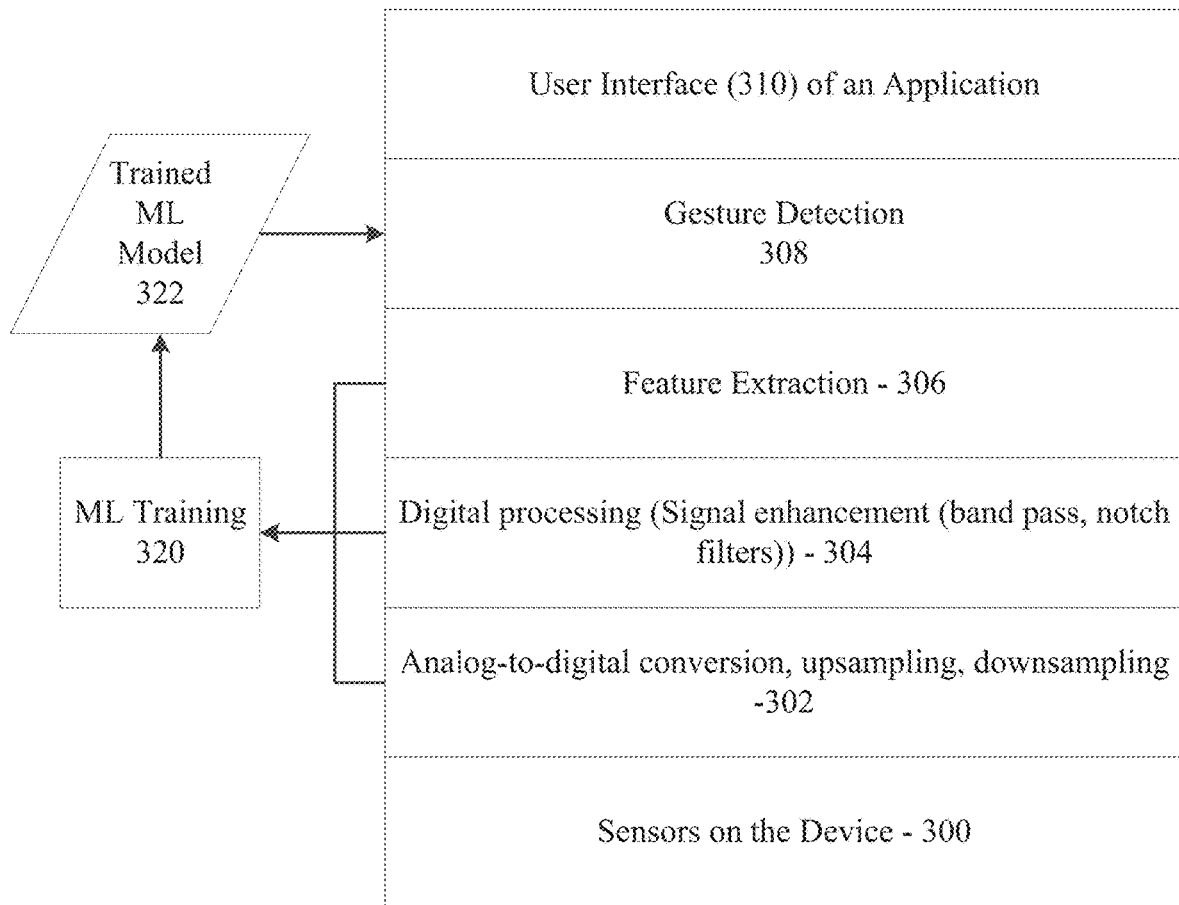 User Interface (310) of an Application
Trained
ML
Model
322
Gesture Detection
308
Feature Extraction - 306
ML Training
320
Digital processing (Signal enhancement (band pass, notch
filters)) - 304
Analog-to-digital conversion, upsampling, downsampling
-302
Sensors on the Device - 300